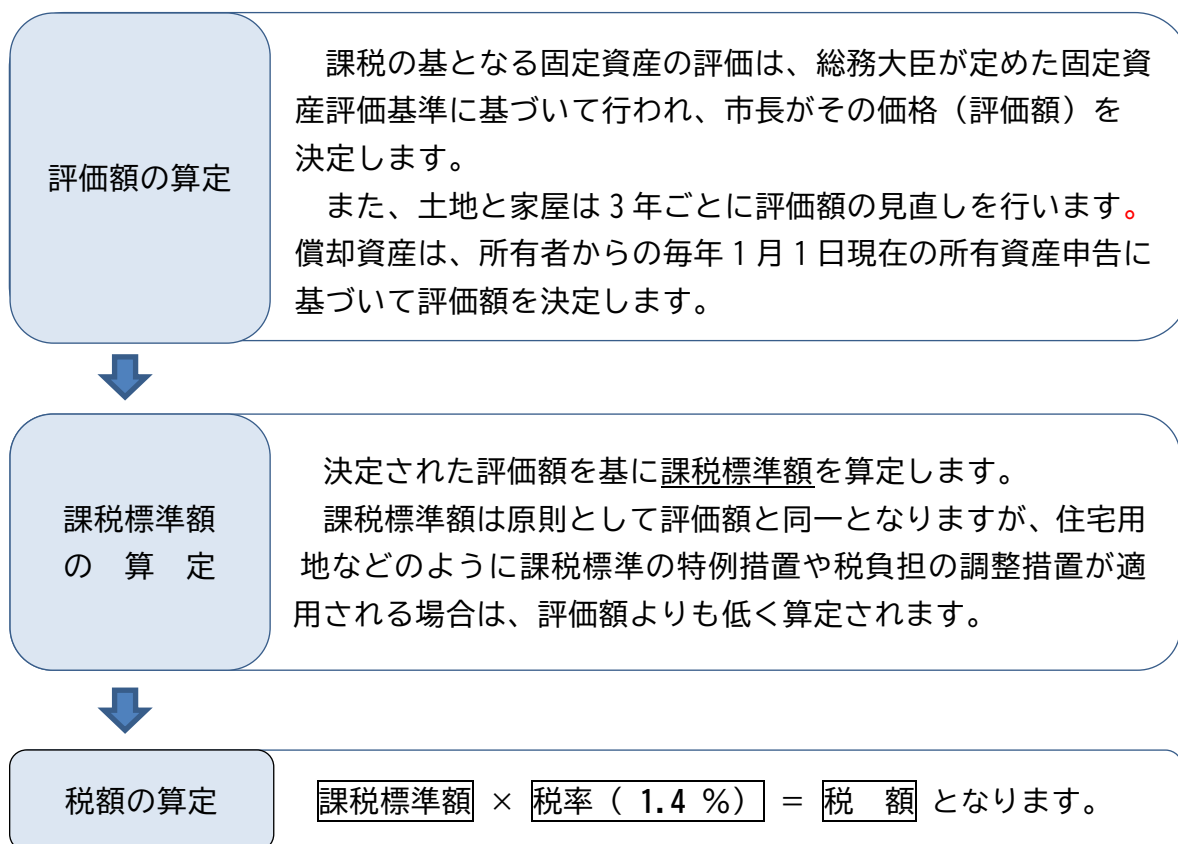 評価額の算定
課税の基となる固定資産の評価は、総務大臣が定めた固定資
産評価基準に基づいて行われ、市長がその価格（評価額）を
決定します。
また、土地と家屋は3年ごとに評価額の見直しを行います。
償却資産は、所有者からの毎年1月1日現在の所有資産申告に
基づいて評価額を決定します。
課税標準額
の　算　定
決定された評価額を基に課税標準額を算定します。
課税標準額は原則として評価額と同一となりますが、住宅用
地などのように課税標準の特例措置や税負担の調整措置が適
用される場合は、評価額よりも低く算定されます。
税額の算定
課税標準額 × 税率（ 1.4 %） = 税　額 となります。